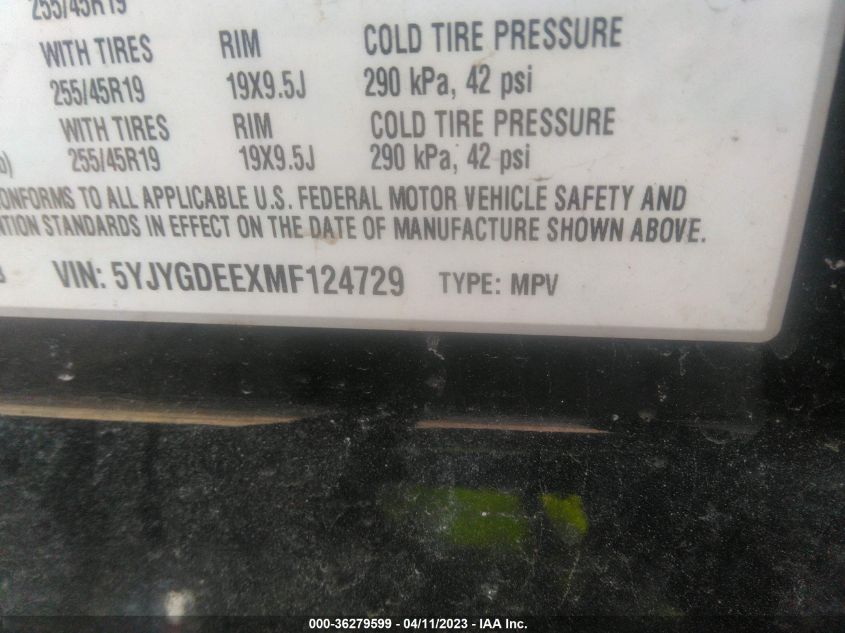 255/45R19
WITH TIRES RIM COLD TIRE PRESSURE
255/45R19 19X9.5J 290 kPa, 42 psi
WITH TIRES RIM COLD TIRE PRESSURE
255/45R19 19X9.5J 290 kPa, 42 psi
CONFORMS TO ALL APPLICABLE U.S. FEDERAL MOTOR VEHICLE SAFETY AND
STANDARDS IN EFFECT ON THE DATE OF MANUFACTURE SHOWN ABOVE.
VIN: 5YJYGDEEXMF124729 TYPE: MPV
000-36279599 - 04/11/2023 - IAA Inc.